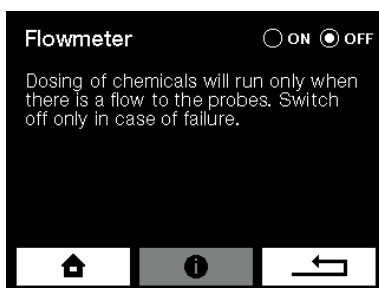 Flowmeter ON OFF
Dosing of chemicals will run only when
there is a flow to the probes. Switch
off only in case of failure.